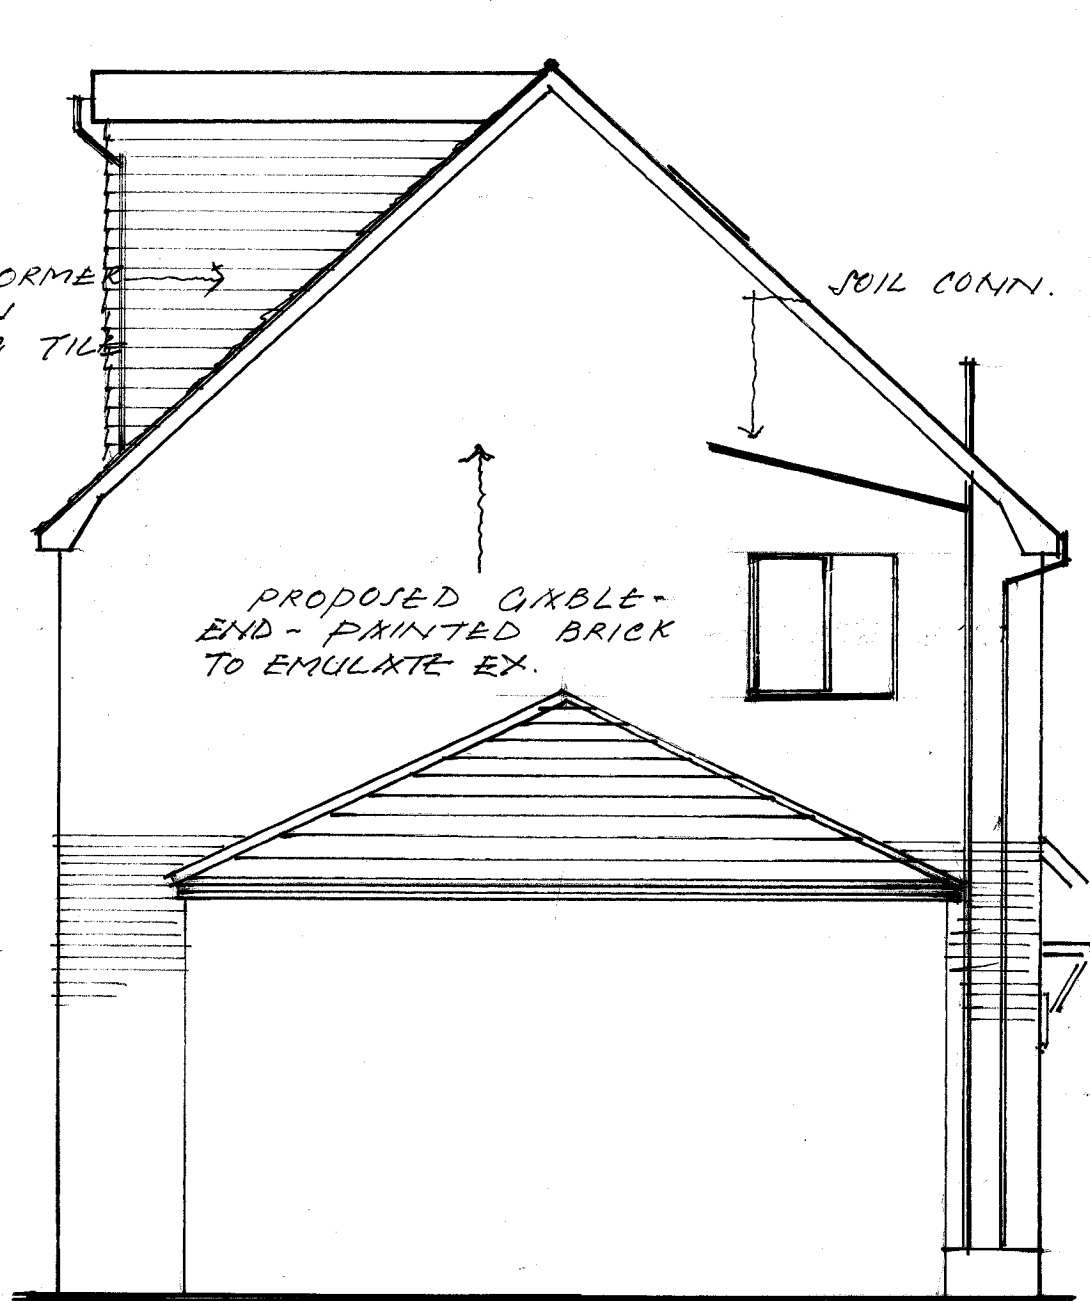 ORMER
TILE
SOIL CONN.
PROPOSED GABLE-
END - PAINTED BRICK
TO EMULATE EX.